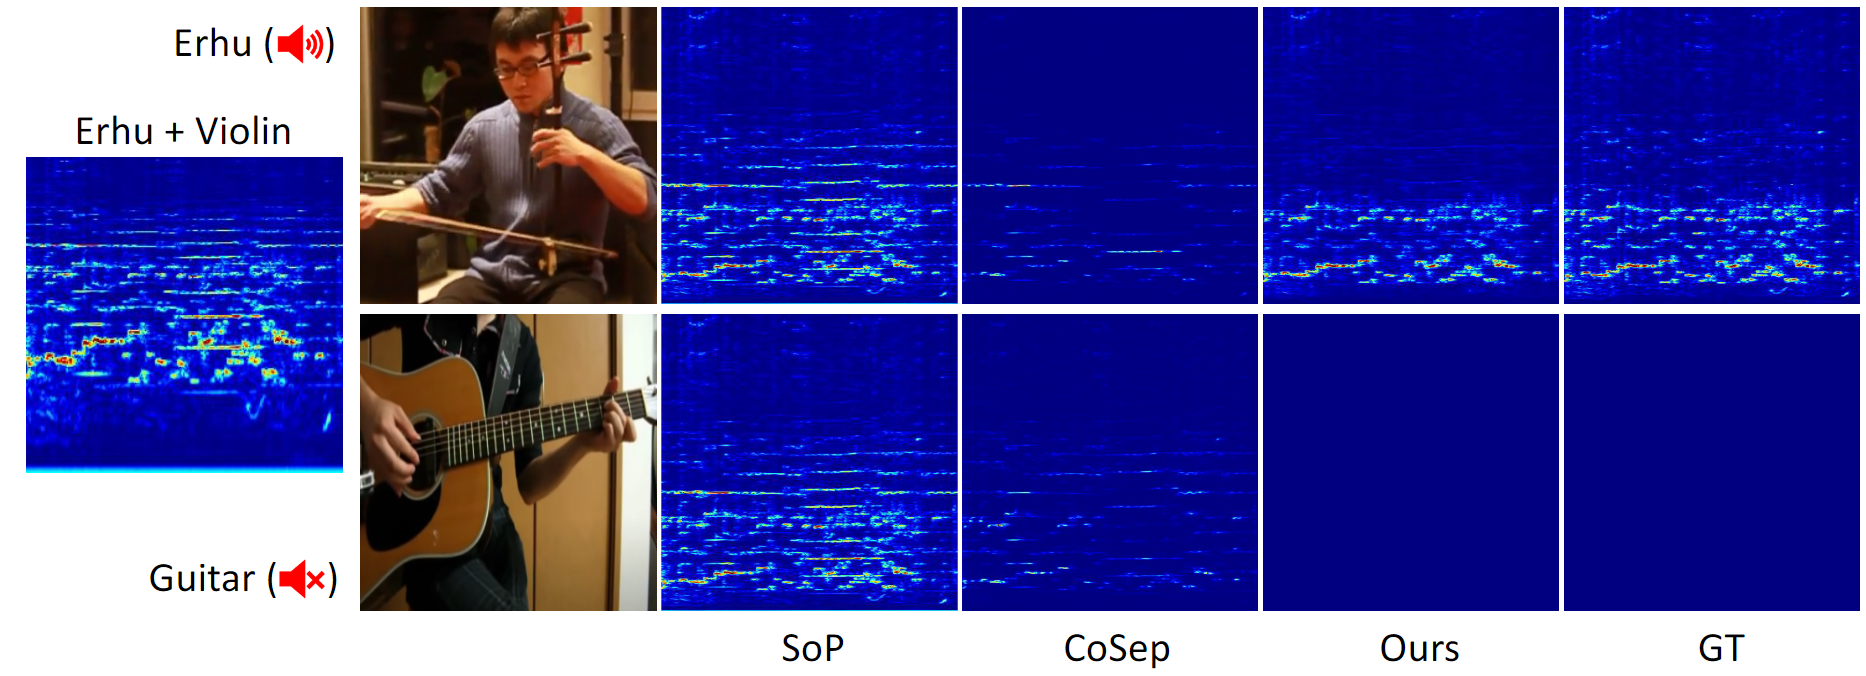 Erhu ( )
Erhu + Violin
Guitar ( )
SoP
CoSep
Ours
GT